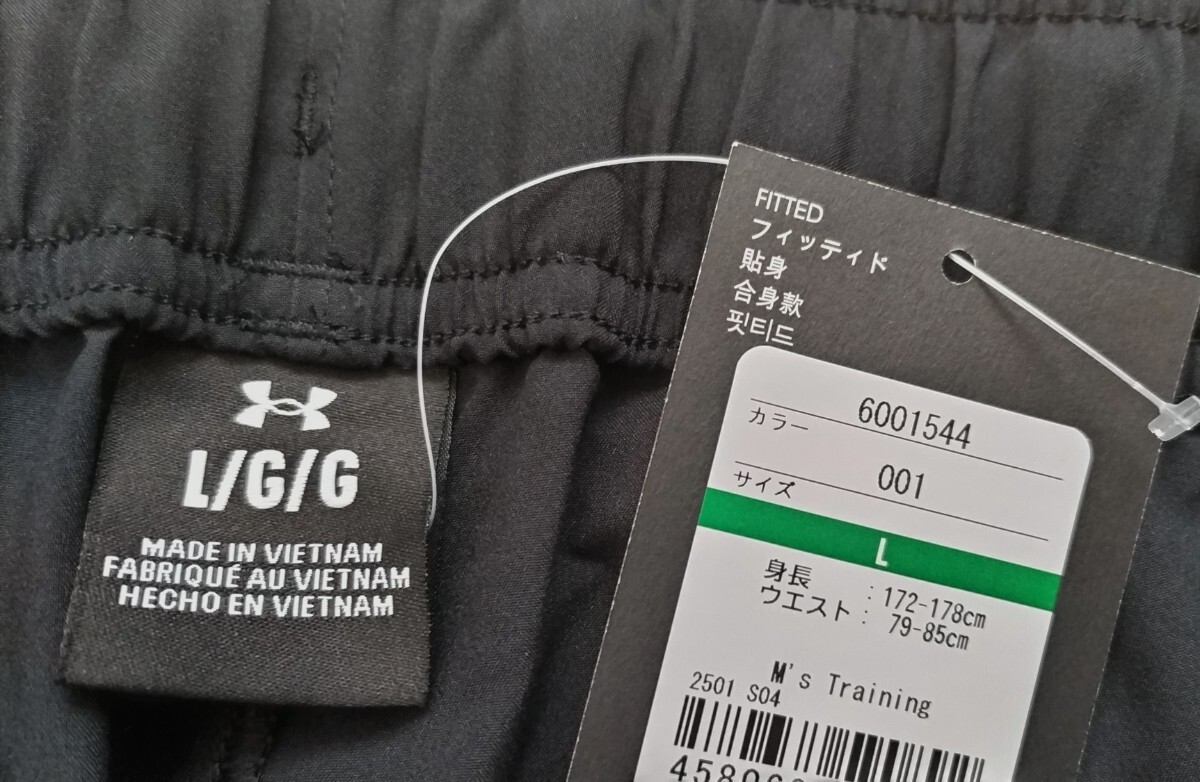 L/G/G
MADE IN VIETNAM
FABRIQUÉ AU VIETNAM
HECHO EN VIETNAM
FITTED
フィッティド
貼身
合身款
핏티드
6001544
カラー 001
サイズ
L
身長 : 172-178cm
ウエスト : 79-85cm
M's Training
2501 S04